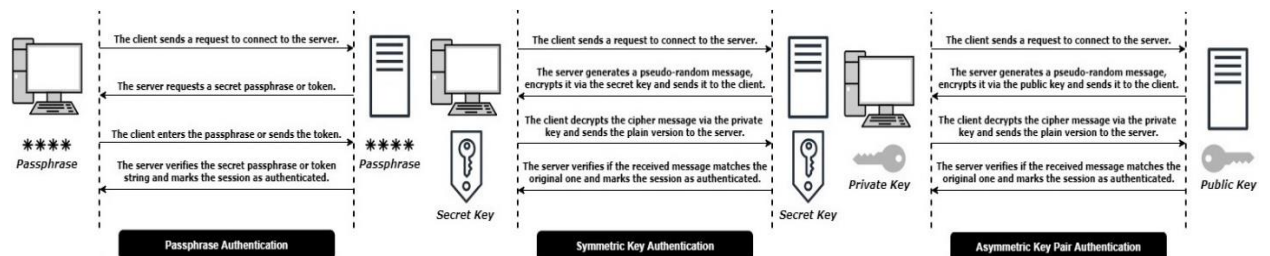 The client sends a request to connect to the server.
The server requests a secret passphrase or token.
The client enters the passphrase or sends the token.
The server verifies the secret passphrase or token
string and marks the session as authenticated.
****
Passphrase
****
Passphrase
Passphrase Authentication
The client sends a request to connect to the server.
The server generates a pseudo-random message,
encrypts it via the secret key and sends it to the client.
The client decrypts the cipher message via the private
key and sends the plain version to the server.
The server verifies if the received message matches the
original one and marks the session as authenticated.
Secret Key
Secret Key
Symmetric Key Authentication
The client sends a request to connect to the server.
The server generates a pseudo-random message,
encrypts it via the public key and sends it to the client.
The client decrypts the cipher message via the private
key and sends the plain version to the server.
The server verifies if the received message matches the
original one and marks the session as authenticated.
Private Key
Public Key
Asymmetric Key Pair Authentication